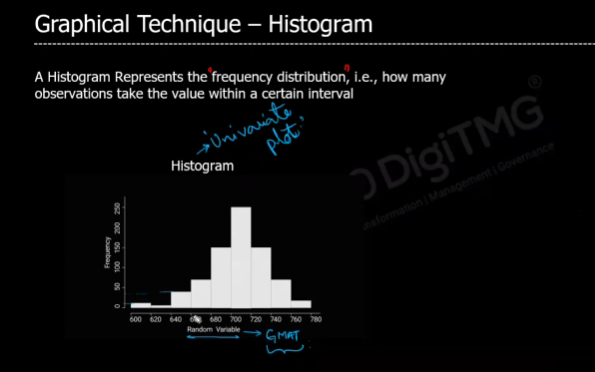 Graphical Technique – Histogram
A Histogram Represents the "frequency distribution", i.e., how many
observations take the value within a certain interval
→ 'Univariate
plot'
DigiTMG®
Management | Governance
Histogram
250
200
150
100
50
0
Frequency
600 620 640 680 700 720 740 760 780
Random Variable → GMAT